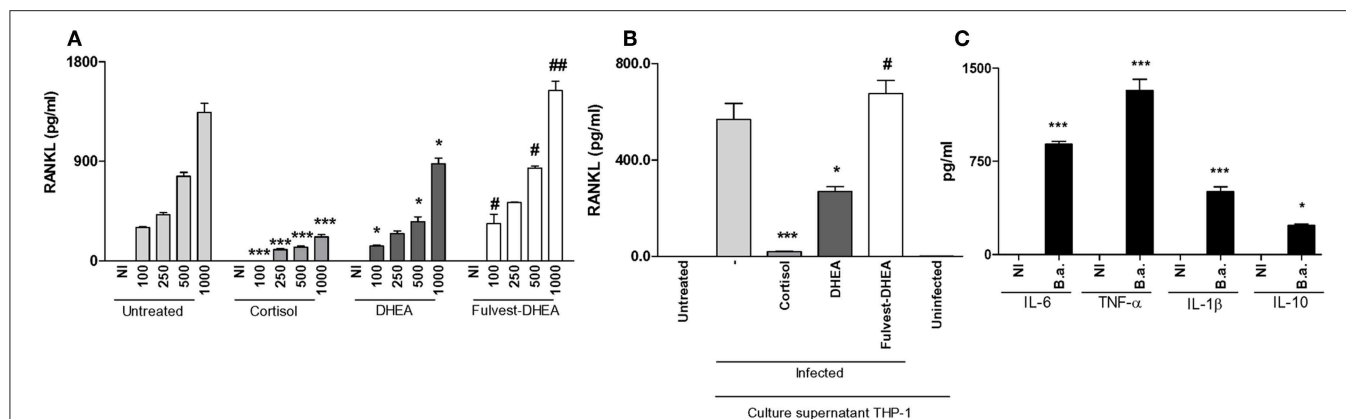 A
RANKL (pg/ml)
1800
900
0
***
***
***
***
*
*
*
#
#
##
NI 100 250 500 1000 NI 100 250 500 1000 NI 100 250 500 1000 NI 100 250 500 1000
Untreated Cortisol DHEA Fulvest-DHEA
B
RANKL (pg/ml)
800.0
400.0
0.0
***
*
#
Untreated - Cortisol DHEA Fulvest-DHEA Uninfected
Infected
Culture supernatant THP-1
C
pg/ml
1500
750
0
***
***
***
*
NI B.a. NI B.a. NI B.a. NI B.a.
IL-6 TNF-α IL-1β IL-10